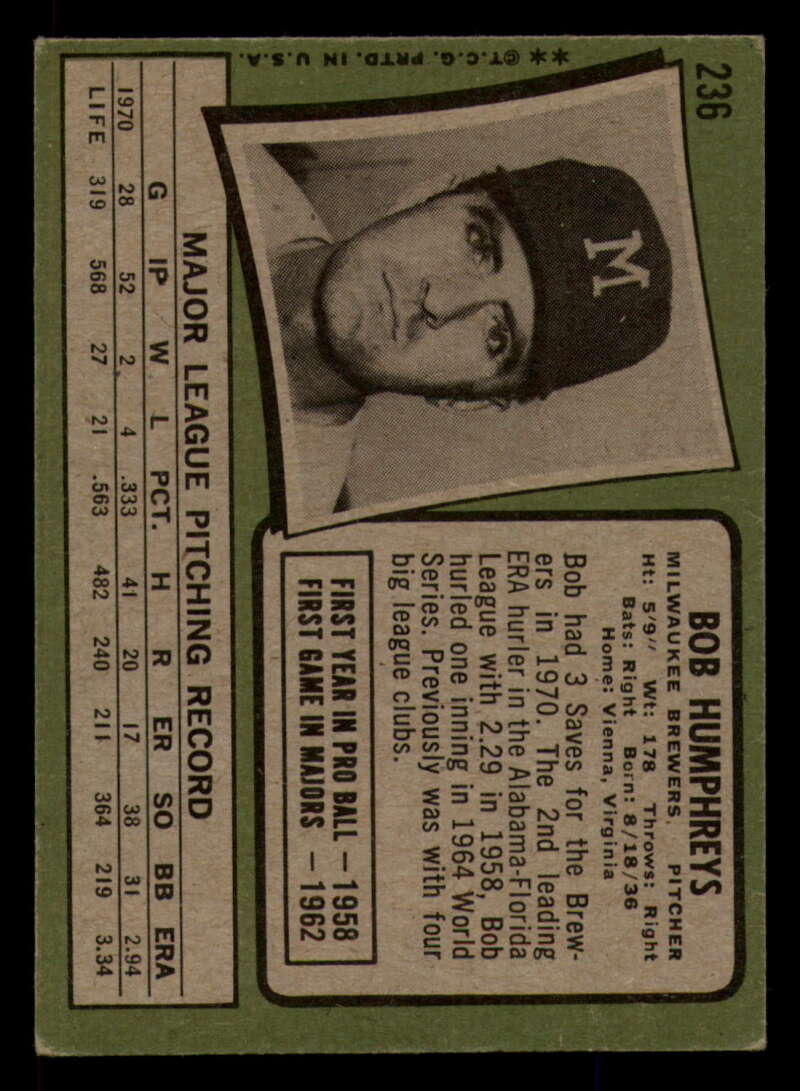 236
M
BOB HUMPHREYS
MILWAUKEE BREWERS, PITCHER
Ht: 5'9" Wt: 178 Throws: Right
Bats: Right Born: 8/18/36
Home: Vienna, Virginia
Bob had 3 Saves for the Brew-
ers in 1970. The 2nd leading
ERA hurler in the Alabama-Florida
League with 2.29 in 1958, Bob
hurled one inning in 1964 World
Series. Previously was with four
big league clubs.
FIRST YEAR IN PRO BALL — 1958
FIRST GAME IN MAJORS — 1962
MAJOR LEAGUE PITCHING RECORD
G IP W L PCT. H R ER SO BB ERA
1970 28 52 2 4 .333 41 20 17 38 31 2.94
LIFE 319 568 27 21 .563 482 240 211 364 219 3.34
**©T.C.G. PRTD. IN U.S.A.